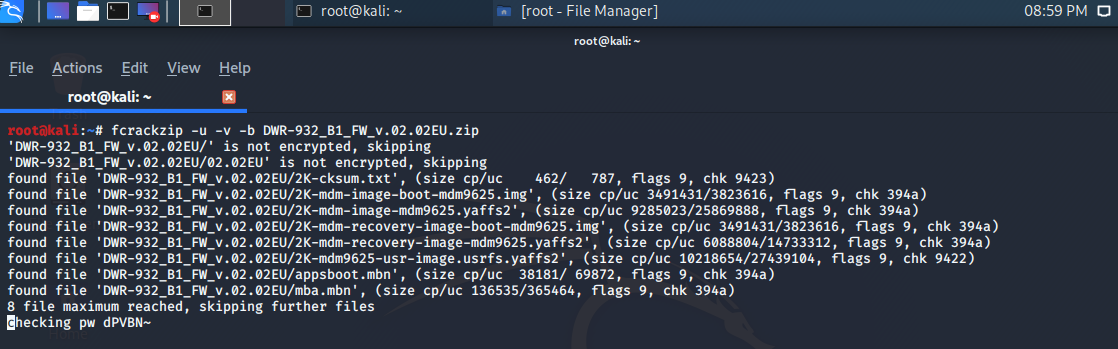 root@kali: ~
[root - File Manager]
08:59 PM
root@kali: ~
File Actions Edit View Help
root@kali: ~
root@kali:~# fcrackzip -u -v -b DWR-932_B1_FW_v.02.02EU.zip
'DWR-932_B1_FW_v.02.02EU/' is not encrypted, skipping
'DWR-932_B1_FW_v.02.02EU/02.02EU' is not encrypted, skipping
found file 'DWR-932_B1_FW_v.02.02EU/2K-cksum.txt', (size cp/uc    462/   787, flags 9, chk 9423)
found file 'DWR-932_B1_FW_v.02.02EU/2K-mdm-image-boot-mdm9625.img', (size cp/uc 3491431/3823616, flags 9, chk 394a)
found file 'DWR-932_B1_FW_v.02.02EU/2K-mdm-image-mdm9625.yaffs2', (size cp/uc 9285023/25869888, flags 9, chk 394a)
found file 'DWR-932_B1_FW_v.02.02EU/2K-mdm-recovery-image-boot-mdm9625.img', (size cp/uc 3491431/3823616, flags 9, chk 394a)
found file 'DWR-932_B1_FW_v.02.02EU/2K-mdm-recovery-image-mdm9625.yaffs2', (size cp/uc 6088804/14733312, flags 9, chk 394a)
found file 'DWR-932_B1_FW_v.02.02EU/2K-mdm9625-usr-image.usrfs.yaffs2', (size cp/uc 10218654/27439104, flags 9, chk 9422)
found file 'DWR-932_B1_FW_v.02.02EU/appsboot.mbn', (size cp/uc  38181/ 69872, flags 9, chk 394a)
found file 'DWR-932_B1_FW_v.02.02EU/mba.mbn', (size cp/uc 136535/365464, flags 9, chk 394a)
8 file maximum reached, skipping further files
checking pw dPVBN~